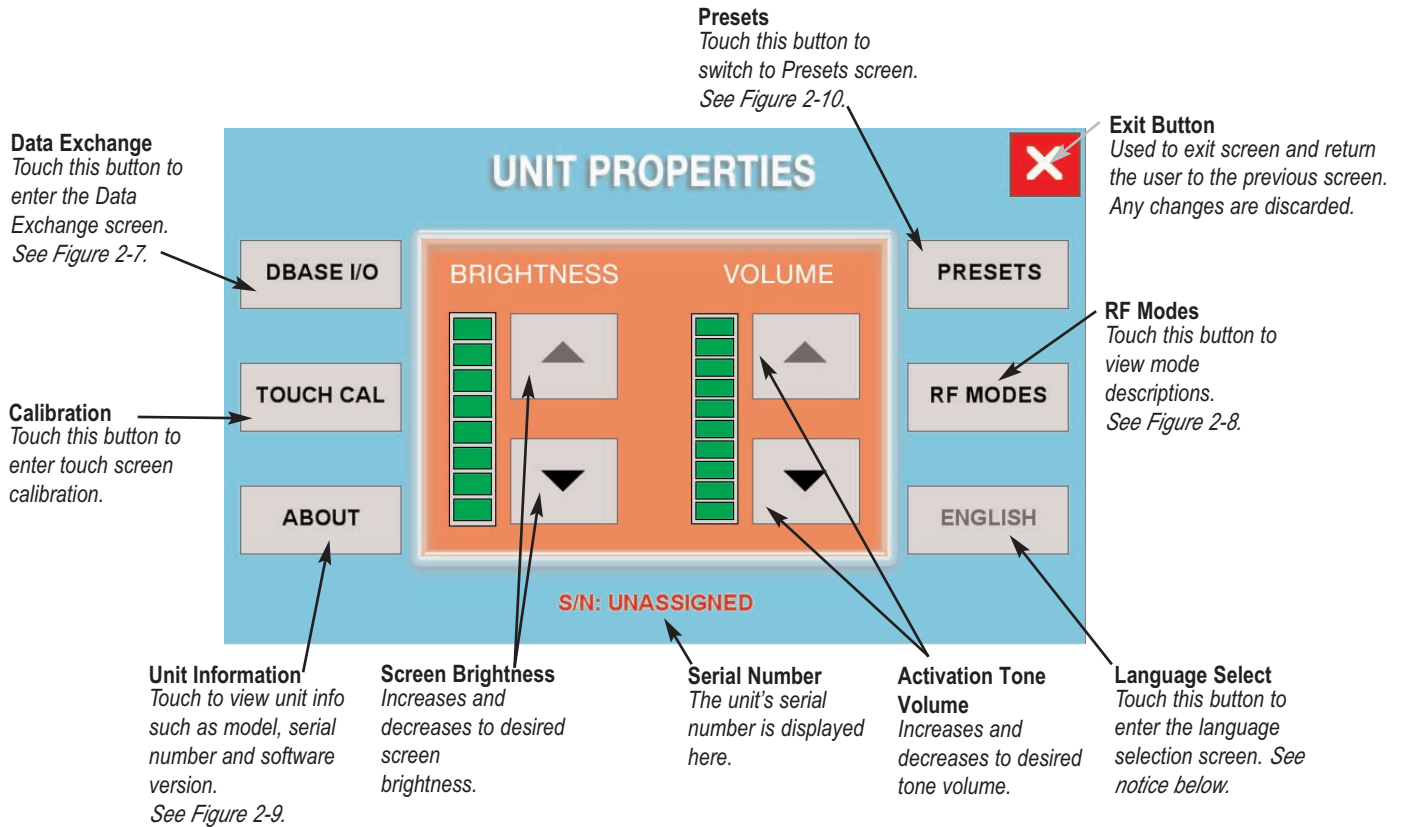 Presets
Touch this button to
switch to Presets screen.
See Figure 2-10.
Data Exchange
Touch this button to
enter the Data
Exchange screen.
See Figure 2-7.
Exit Button
Used to exit screen and return
the user to the previous screen.
Any changes are discarded.
UNIT PROPERTIES
X
DBASE I/O
BRIGHTNESS
VOLUME
PRESETS
RF Modes
Touch this button to
view mode
descriptions.
See Figure 2-8.
TOUCH CAL
RF MODES
Calibration
Touch this button to
enter touch screen
calibration.
ABOUT
ENGLISH
S/N: UNASSIGNED
Unit Information
Touch to view unit info
such as model, serial
number and software
version.
See Figure 2-9.
Screen Brightness
Increases and
decreases to desired
screen
brightness.
Serial Number
The unit's serial
number is displayed
here.
Activation Tone
Volume
Increases and
decreases to desired
tone volume.
Language Select
Touch this button to
enter the language
selection screen. See
notice below.